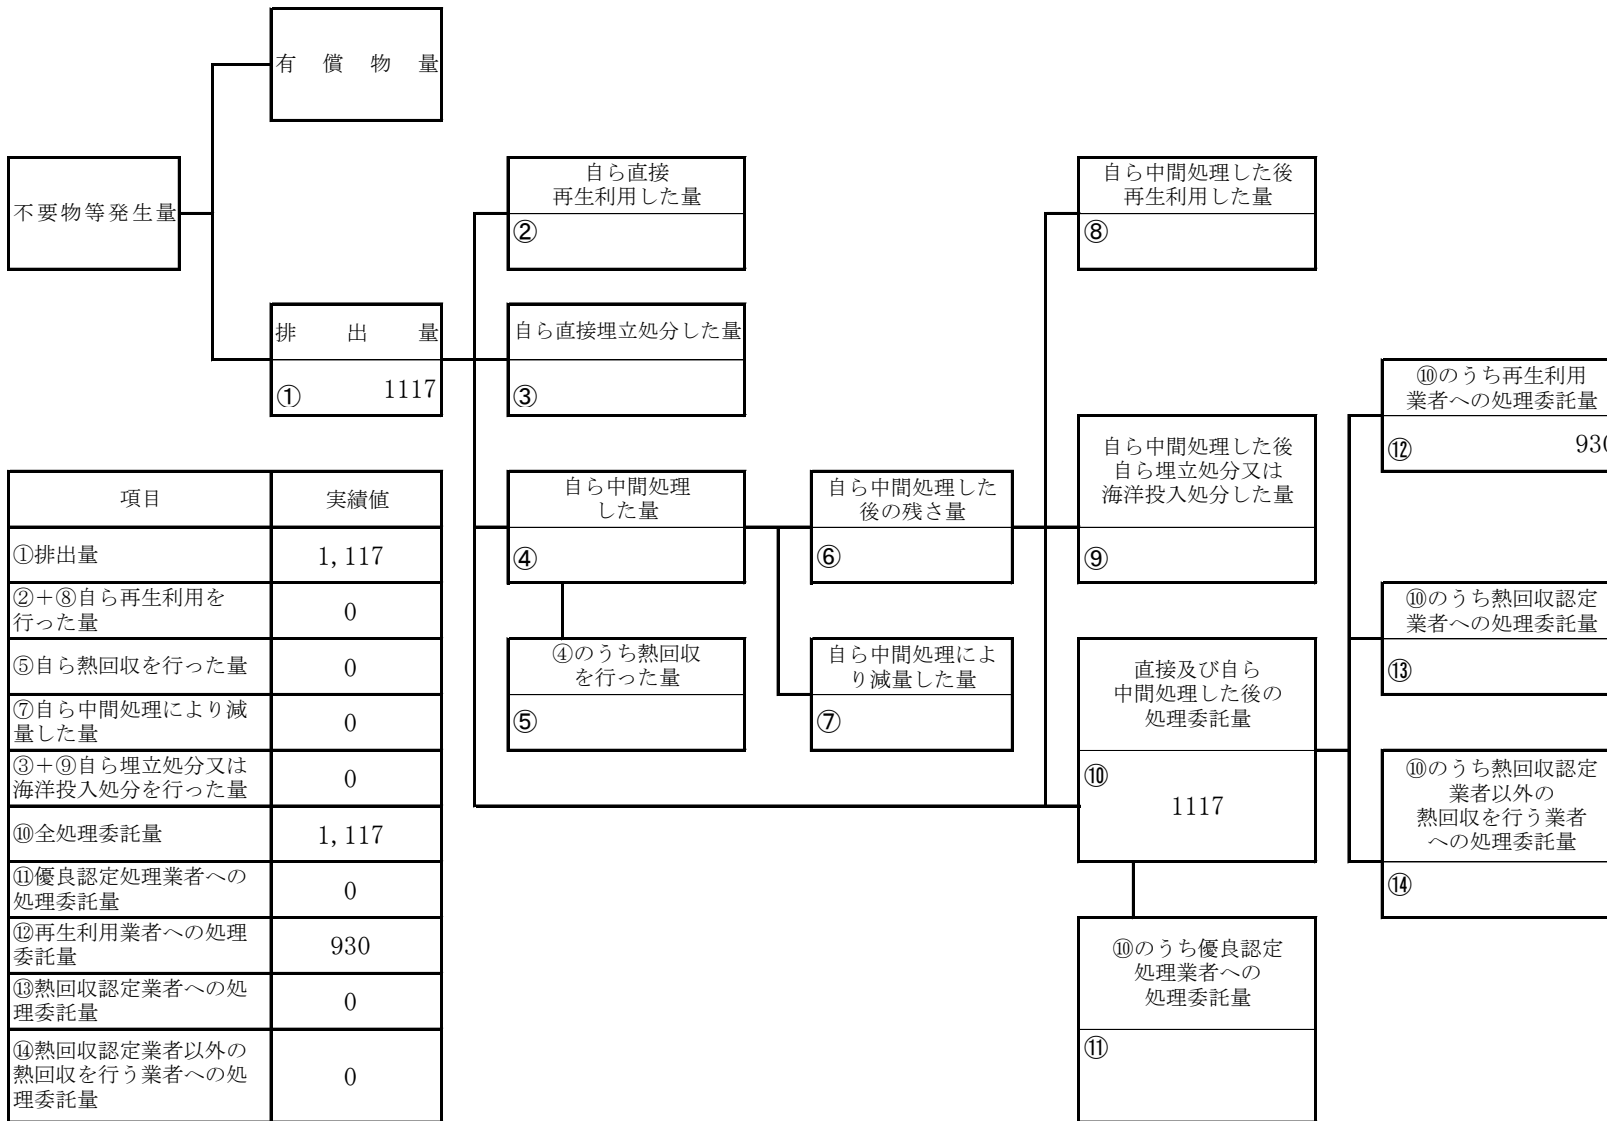 有償物量
不要物等発生量
排出量
① 1117
自ら直接
再生利用した量
②
自ら直接埋立処分した量
③
自ら中間処理
した量
④
④のうち熱回収
を行った量
⑤
自ら中間処理した
後の残さ量
⑥
自ら中間処理によ
り減量した量
⑦
自ら中間処理した後
再生利用した量
⑧
自ら中間処理した後
自ら埋立処分又は
海洋投入処分した量
⑨
直接及び自ら
中間処理した後の
処理委託量
⑩
1117
⑩のうち優良認定
処理業者への
処理委託量
⑪
⑩のうち再生利用
業者への処理委託量
⑫ 930
⑩のうち熱回収認定
業者への処理委託量
⑬
⑩のうち熱回収認定
業者以外の
熱回収を行う業者
への処理委託量
⑭
項目 実績値
①排出量 1,117
②＋⑧自ら再生利用を
行った量 0
⑤自ら熱回収を行った量 0
⑦自ら中間処理により減
量した量 0
③＋⑨自ら埋立処分又は
海洋投入処分を行った量 0
⑩全処理委託量 1,117
⑪優良認定処理業者への
処理委託量 0
⑫再生利用業者への処理
委託量 930
⑬熱回収認定業者への処
理委託量 0
⑭熱回収認定業者以外の
熱回収を行う業者への処
理委託量 0